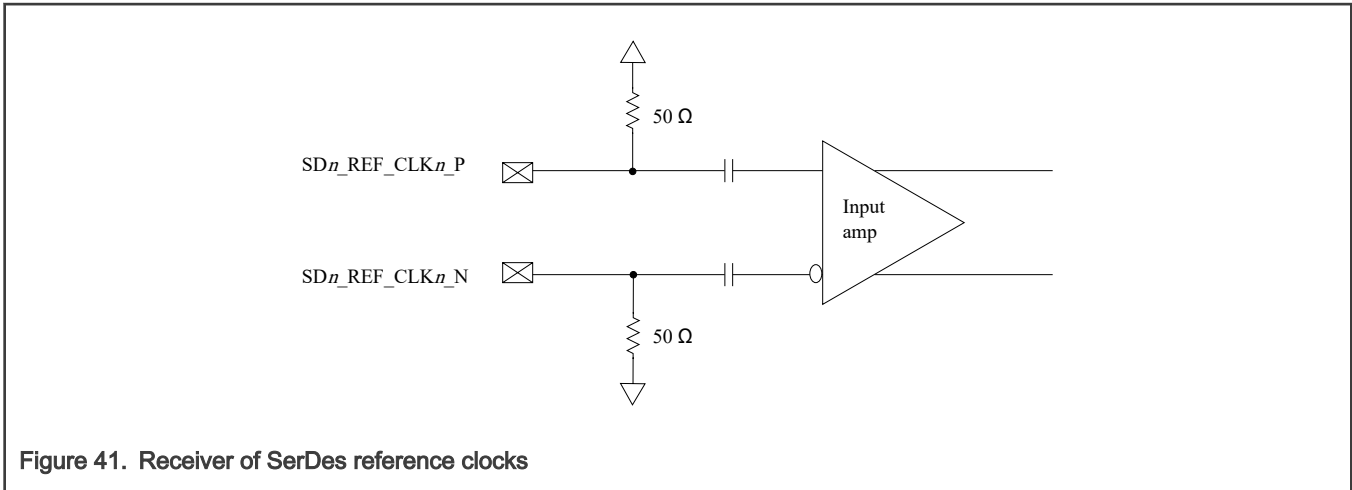 50 Ω
SDn_REF_CLKn_P
Input
amp
SDn_REF_CLKn_N
50 Ω
Figure 41. Receiver of SerDes reference clocks